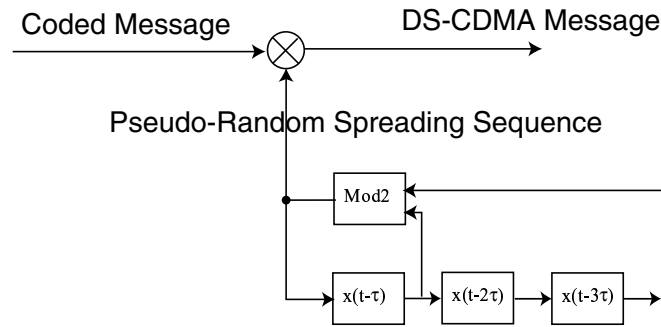 Coded Message
DS-CDMA Message
Pseudo-Random Spreading Sequence
Mod2
x(t-τ)
x(t-2τ)
x(t-3τ)